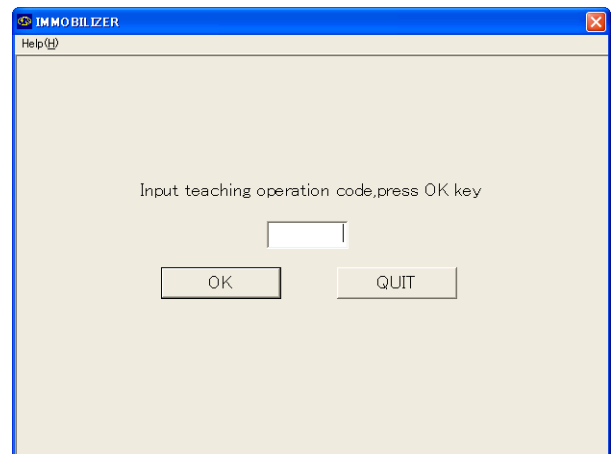 IMMOBILIZER
Help(H)
Input teaching operation code,press OK key
OK QUIT